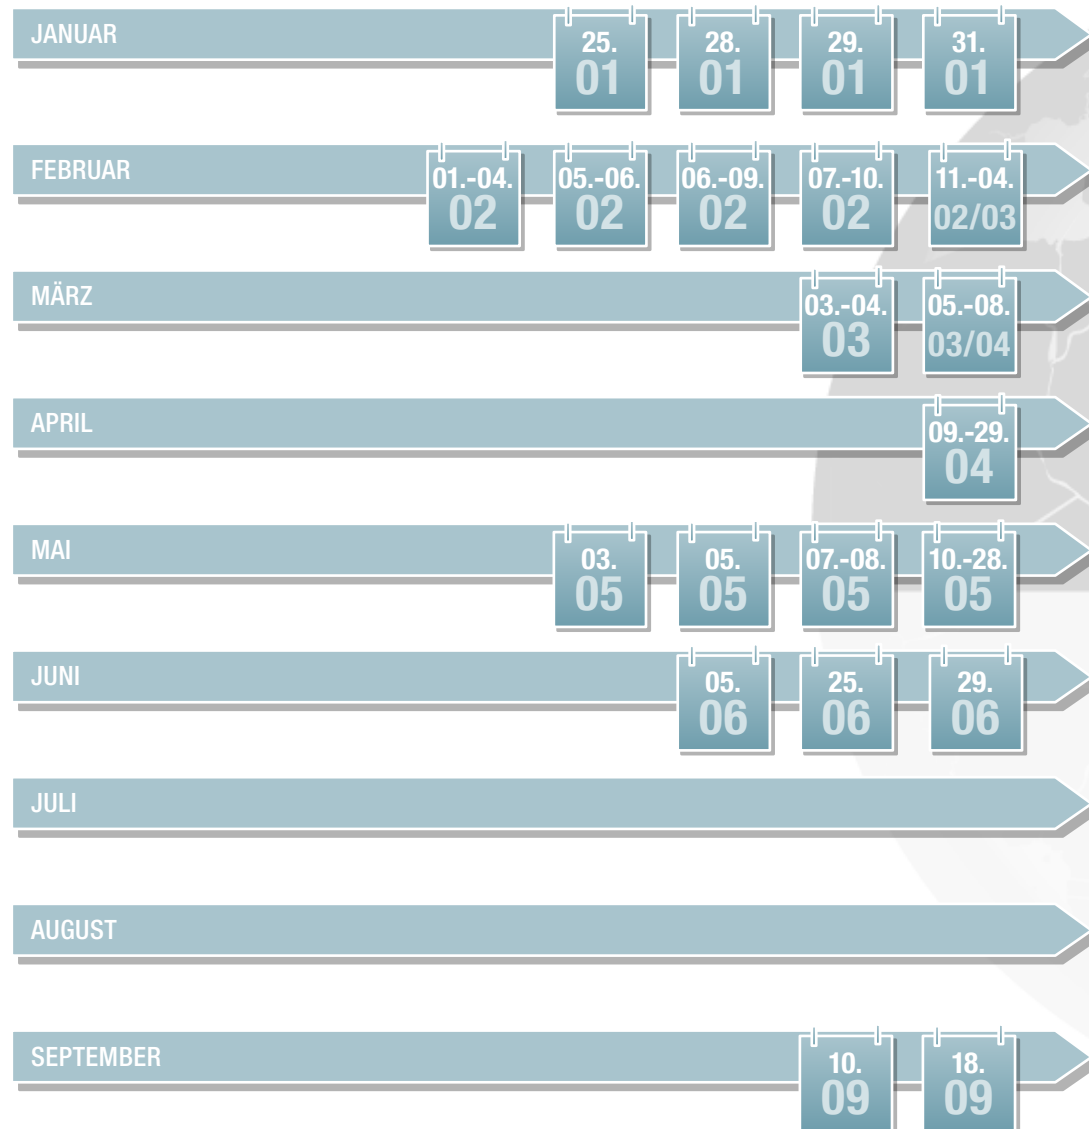 JANUAR
25. 28. 29. 31.
01 01 01 01
FEBRUAR
01.-04. 05.-06. 06.-09. 07.-10. 11.-04.
02 02 02 02 02/03
MÄRZ
03.-04. 05.-08.
03 03/04
APRIL
09.-29.
04
MAI
03. 05. 07.-08. 10.-28.
05 05 05 05
JUNI
05. 25. 29.
06 06 06
JULI
AUGUST
SEPTEMBER
10. 18.
09 09